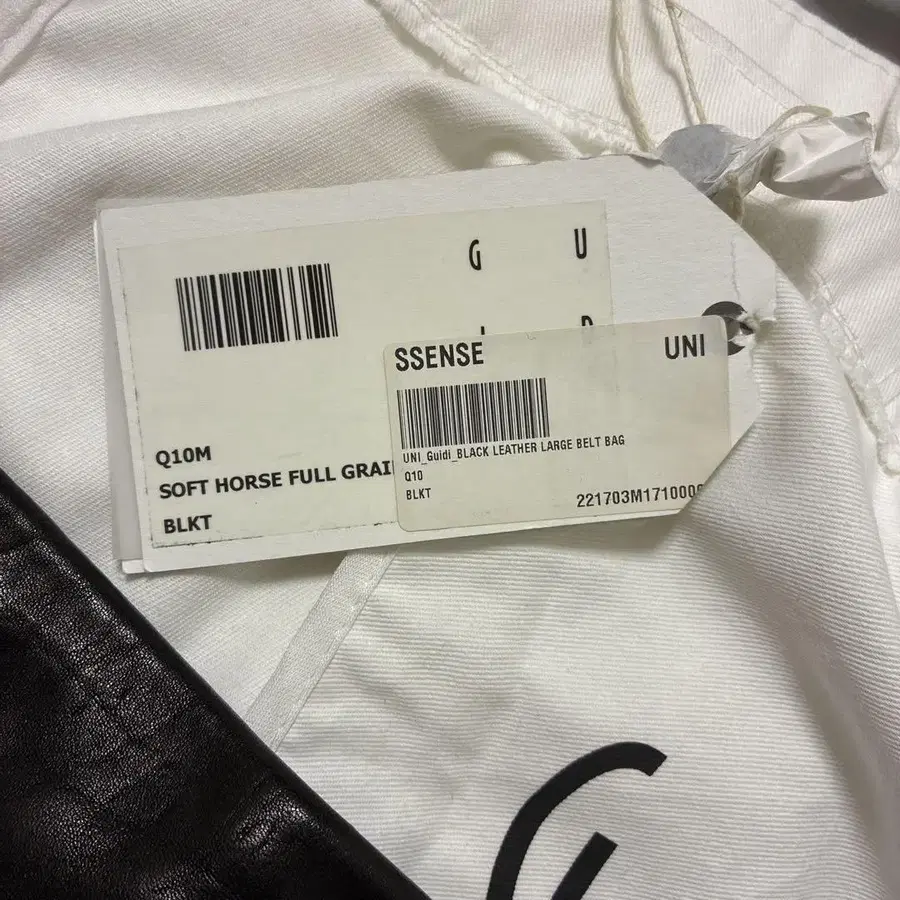 G U
I D
Q10M
SOFT HORSE FULL GRAI
BLKT
SSENSE UNI
UNI_Guidi_BLACK LEATHER LARGE BELT BAG
Q10
BLKT
221703M171000